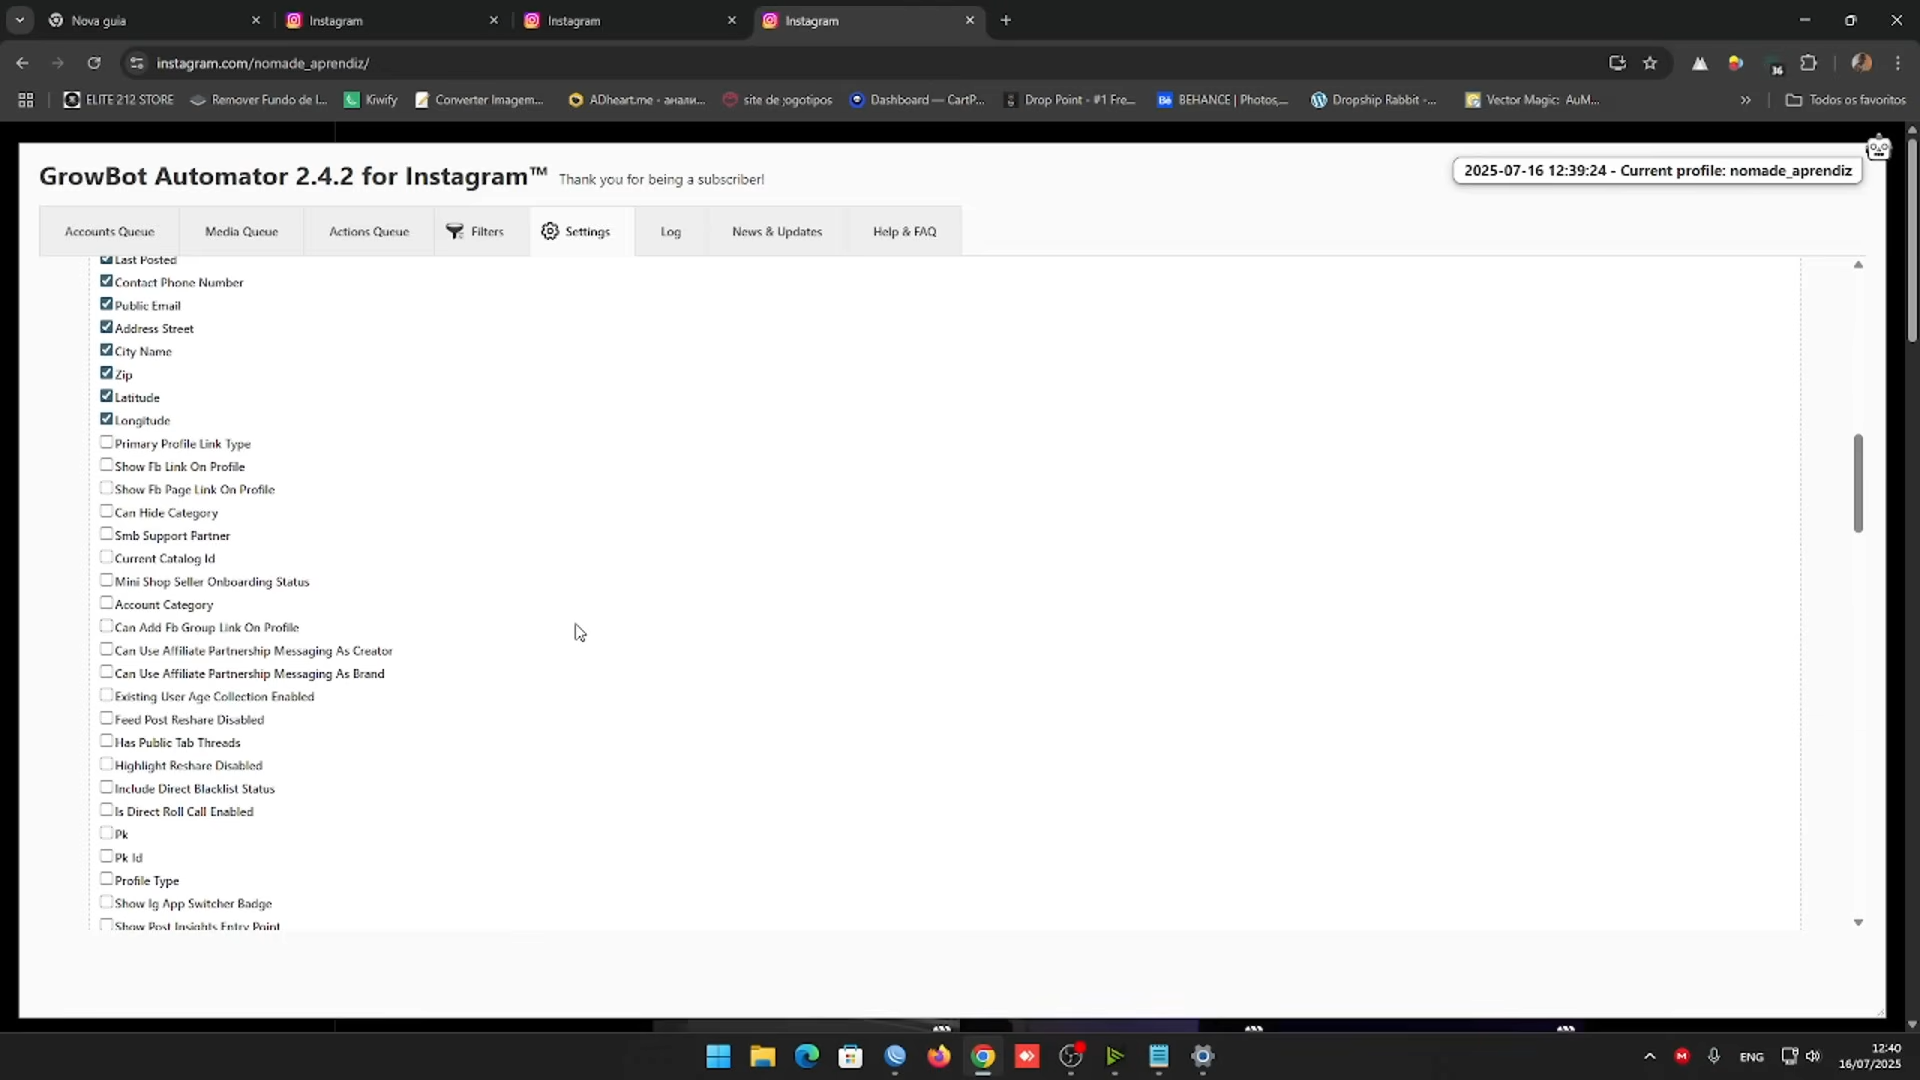 Nova guia
Instagram
Instagram
Instagram
instagram.com/nomade_aprendiz/
36
ELITE 212 STORE
Remover Fundo de I...
Kiwify
Converter Imagem...
ADheart.me - анали...
site de jogotipos
Dashboard — CartP...
Drop Point - #1 Fre...
BEHANCE | Photos,...
Dropship Rabbit -...
Vector Magic: AuM...
»
Todos os favoritos
GrowBot Automator 2.4.2 for Instagram™ Thank you for being a subscriber!
2025-07-16 12:39:24 - Current profile: nomade_aprendiz
Accounts Queue
Media Queue
Actions Queue
Filters
Settings
Log
News & Updates
Help & FAQ
Last Posted
Contact Phone Number
Public Email
Address Street
City Name
Zip
Latitude
Longitude
Primary Profile Link Type
Show Fb Link On Profile
Show Fb Page Link On Profile
Can Hide Category
Smb Support Partner
Current Catalog Id
Mini Shop Seller Onboarding Status
Account Category
Can Add Fb Group Link On Profile
Can Use Affiliate Partnership Messaging As Creator
Can Use Affiliate Partnership Messaging As Brand
Existing User Age Collection Enabled
Feed Post Reshare Disabled
Has Public Tab Threads
Highlight Reshare Disabled
Include Direct Blacklist Status
Is Direct Roll Call Enabled
Pk
Pk Id
Profile Type
Show Ig App Switcher Badge
Show Post Insights Entry Point
ENG
12:40
16/07/2025